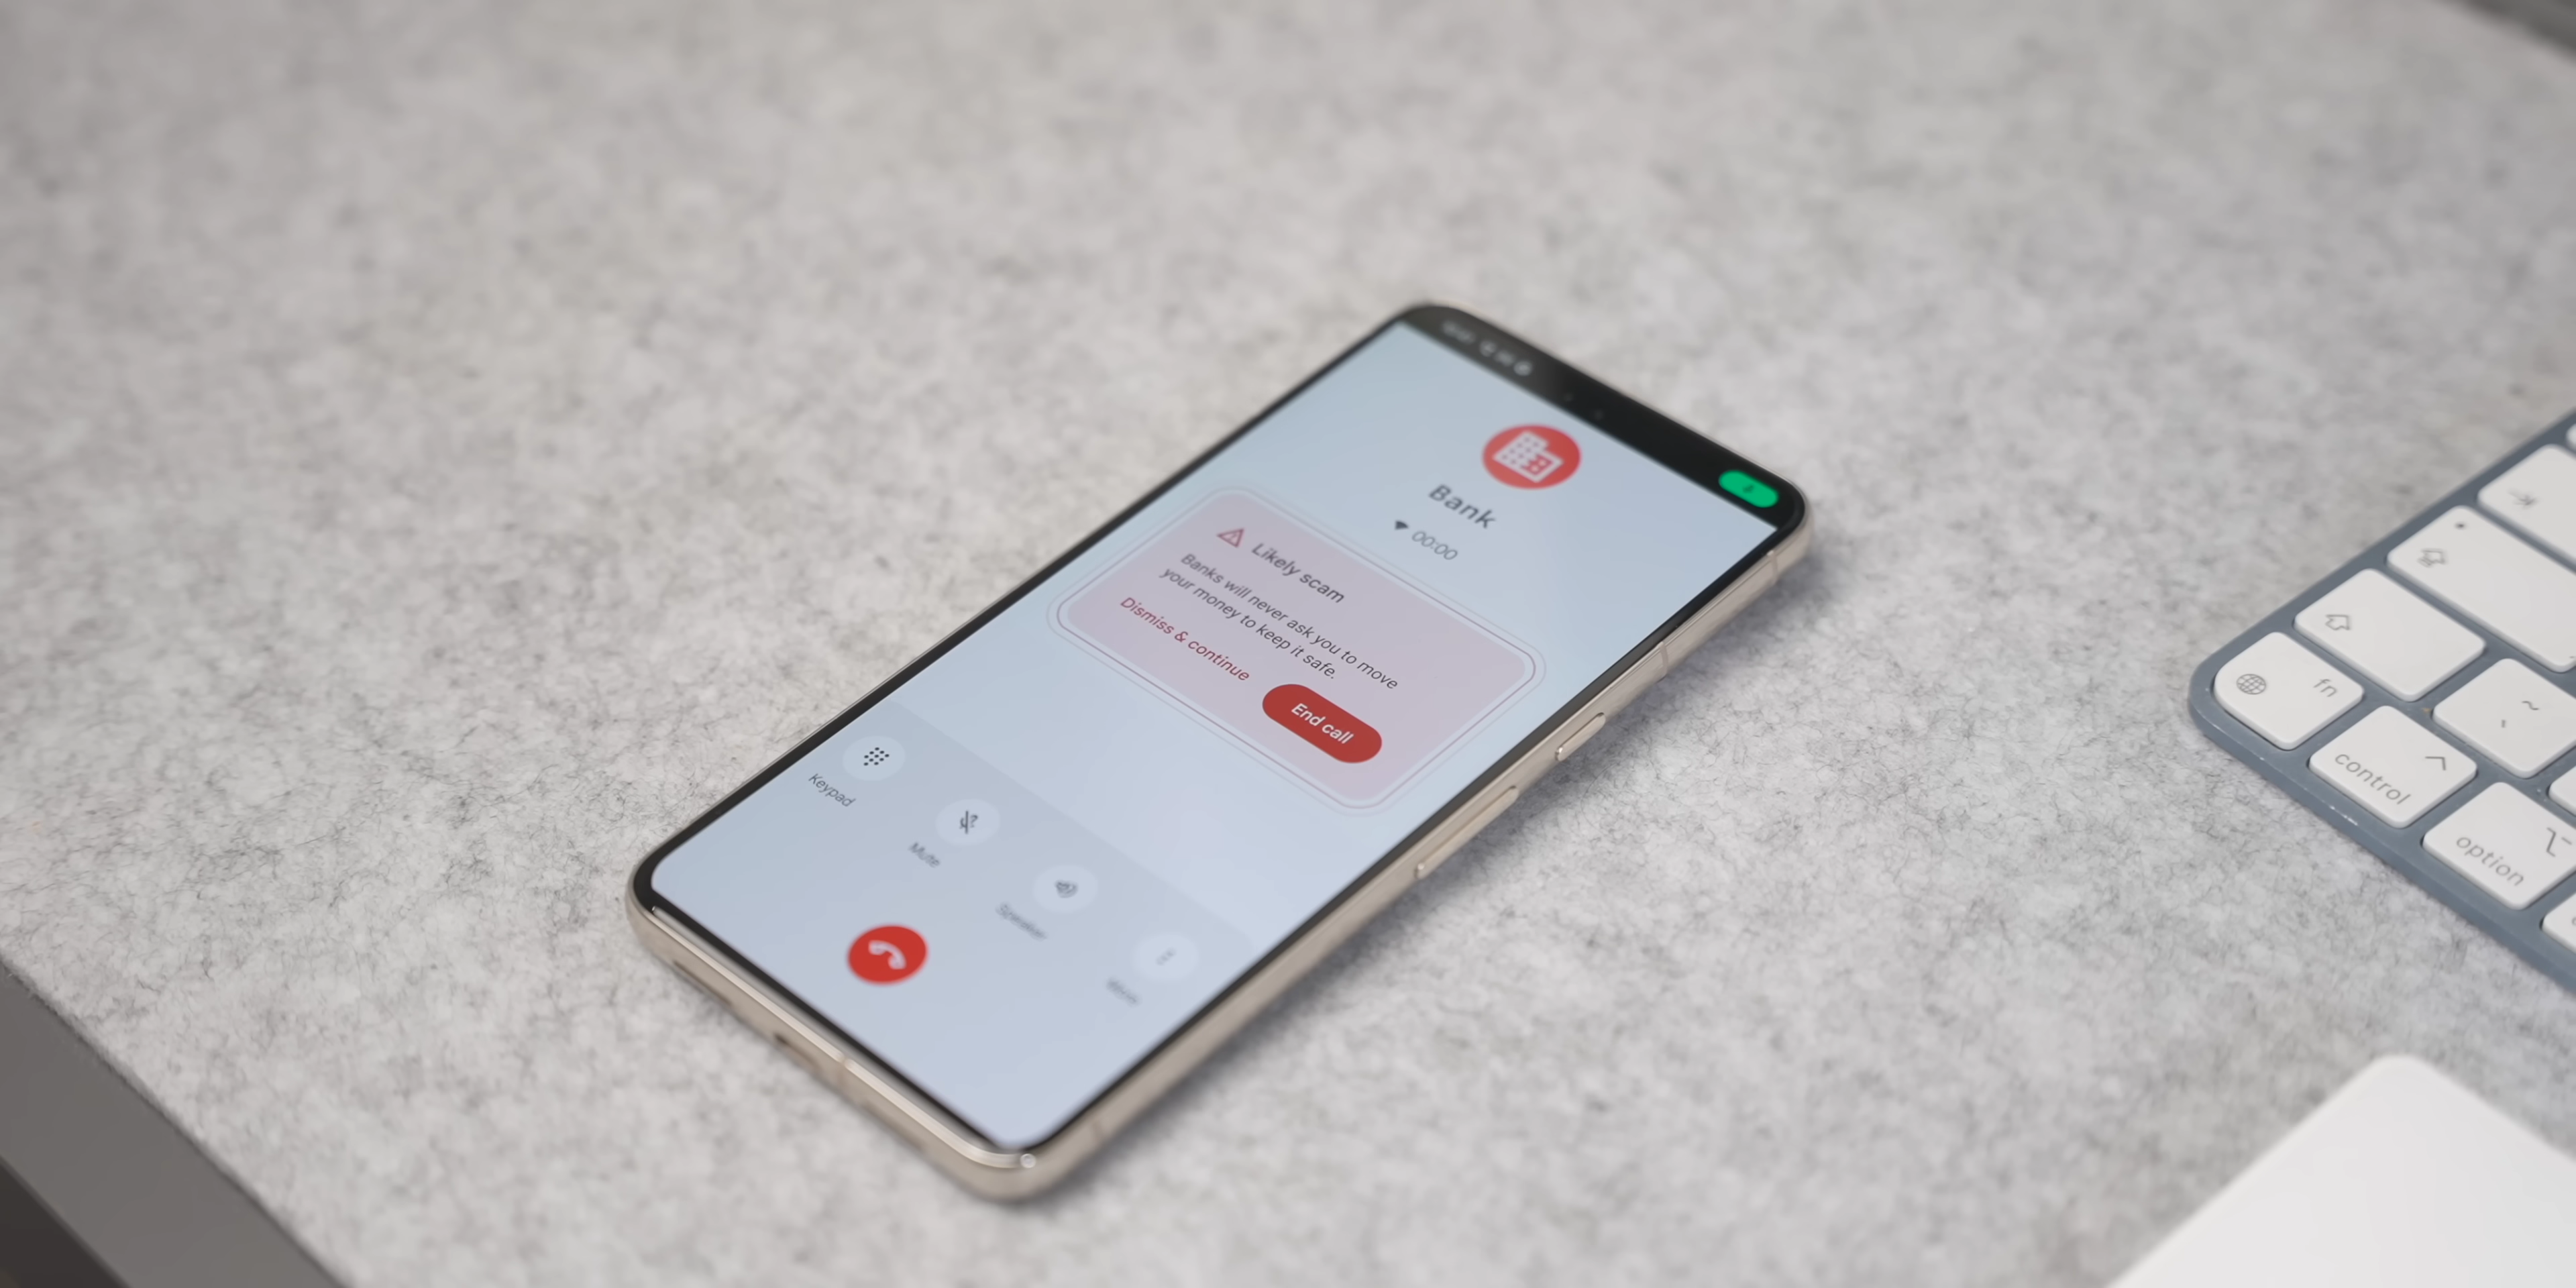 Bank
00:00
Likely scam
Banks will never ask you to move
your money to keep it safe.
Dismiss & continue
End call
Keypad
Mute
Speaker
More
fn
~
`
control
option